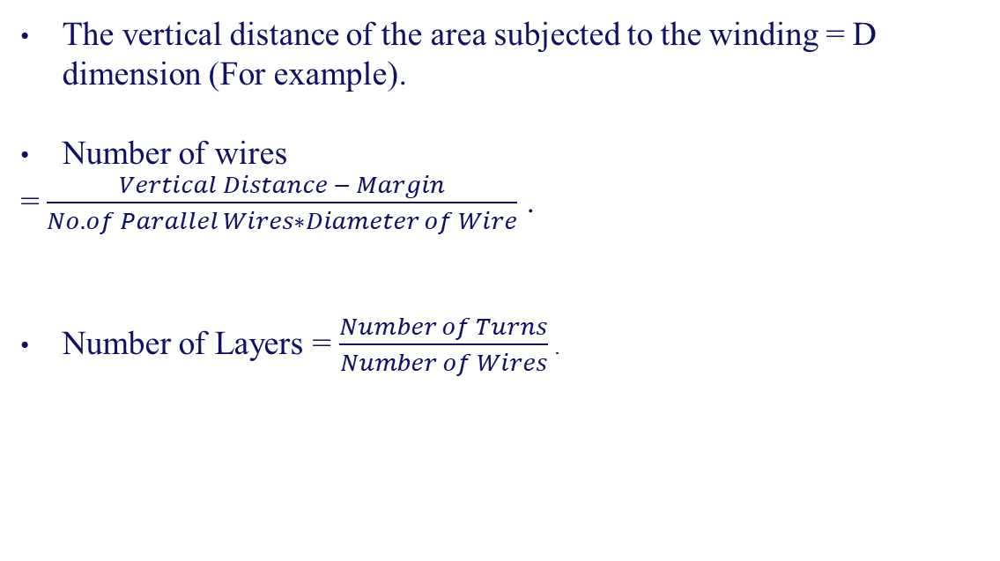 • The vertical distance of the area subjected to the winding = D
dimension (For example).
• Number of wires
= \frac{Vertical Distance − Margin}{No.of Parallel Wires*Diameter of Wire} .
• Number of Layers = \frac{Number of Turns}{Number of Wires} .